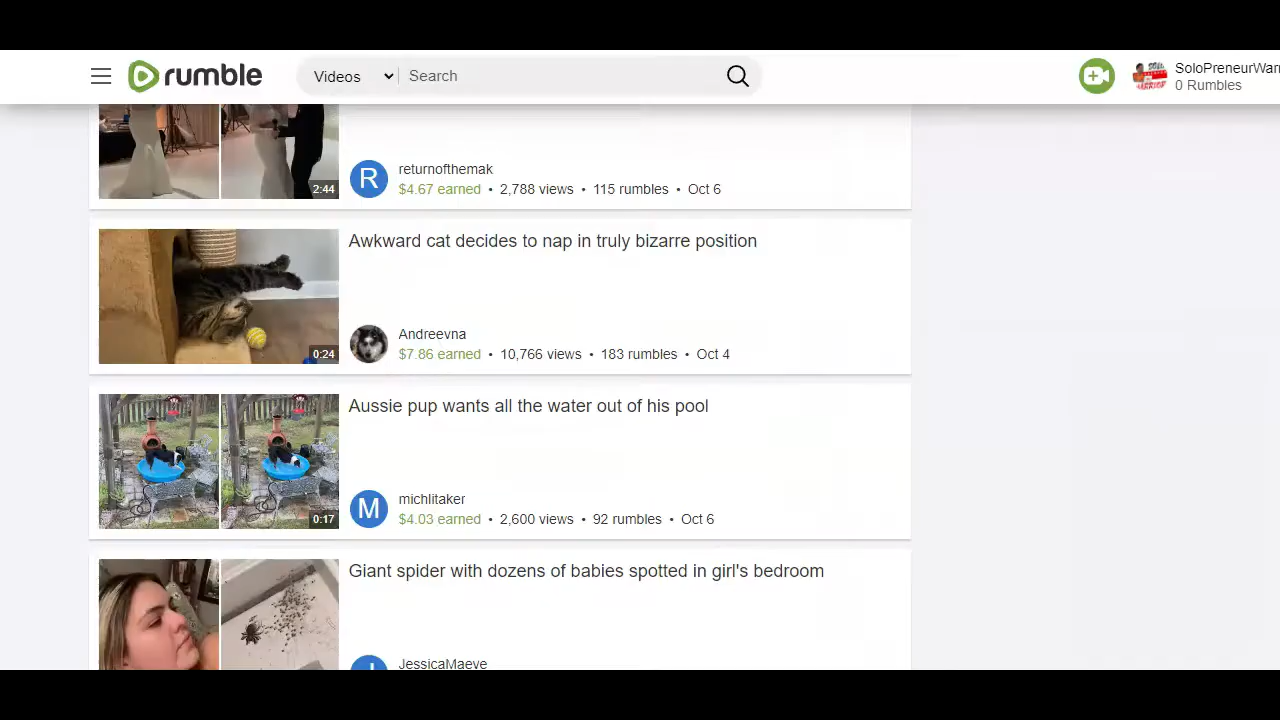 rumble
Videos
Search
SoloPreneurWarr
0 Rumbles
2:44
returnofthemak
$4.67 earned • 2,788 views • 115 rumbles • Oct 6
Awkward cat decides to nap in truly bizarre position
0:24
Andreevna
$7.86 earned • 10,766 views • 183 rumbles • Oct 4
Aussie pup wants all the water out of his pool
0:17
michlitaker
$4.03 earned • 2,600 views • 92 rumbles • Oct 6
Giant spider with dozens of babies spotted in girl's bedroom
JessicaMaeve
R
M